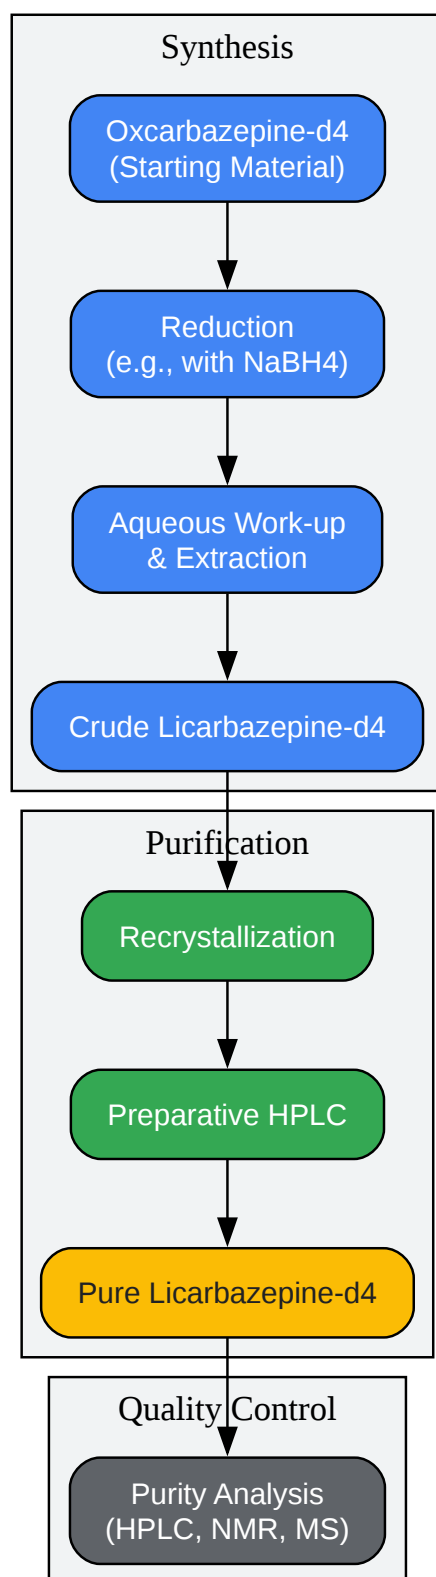 Synthesis
Oxcarbazepine-d4
(Starting Material)
Reduction
(e.g., with NaBH4)
Aqueous Work-up
& Extraction
Crude Licarbazepine-d4
Purification
Recrystallization
Preparative HPLC
Pure Licarbazepine-d4
Quality Control
Purity Analysis
(HPLC, NMR, MS)